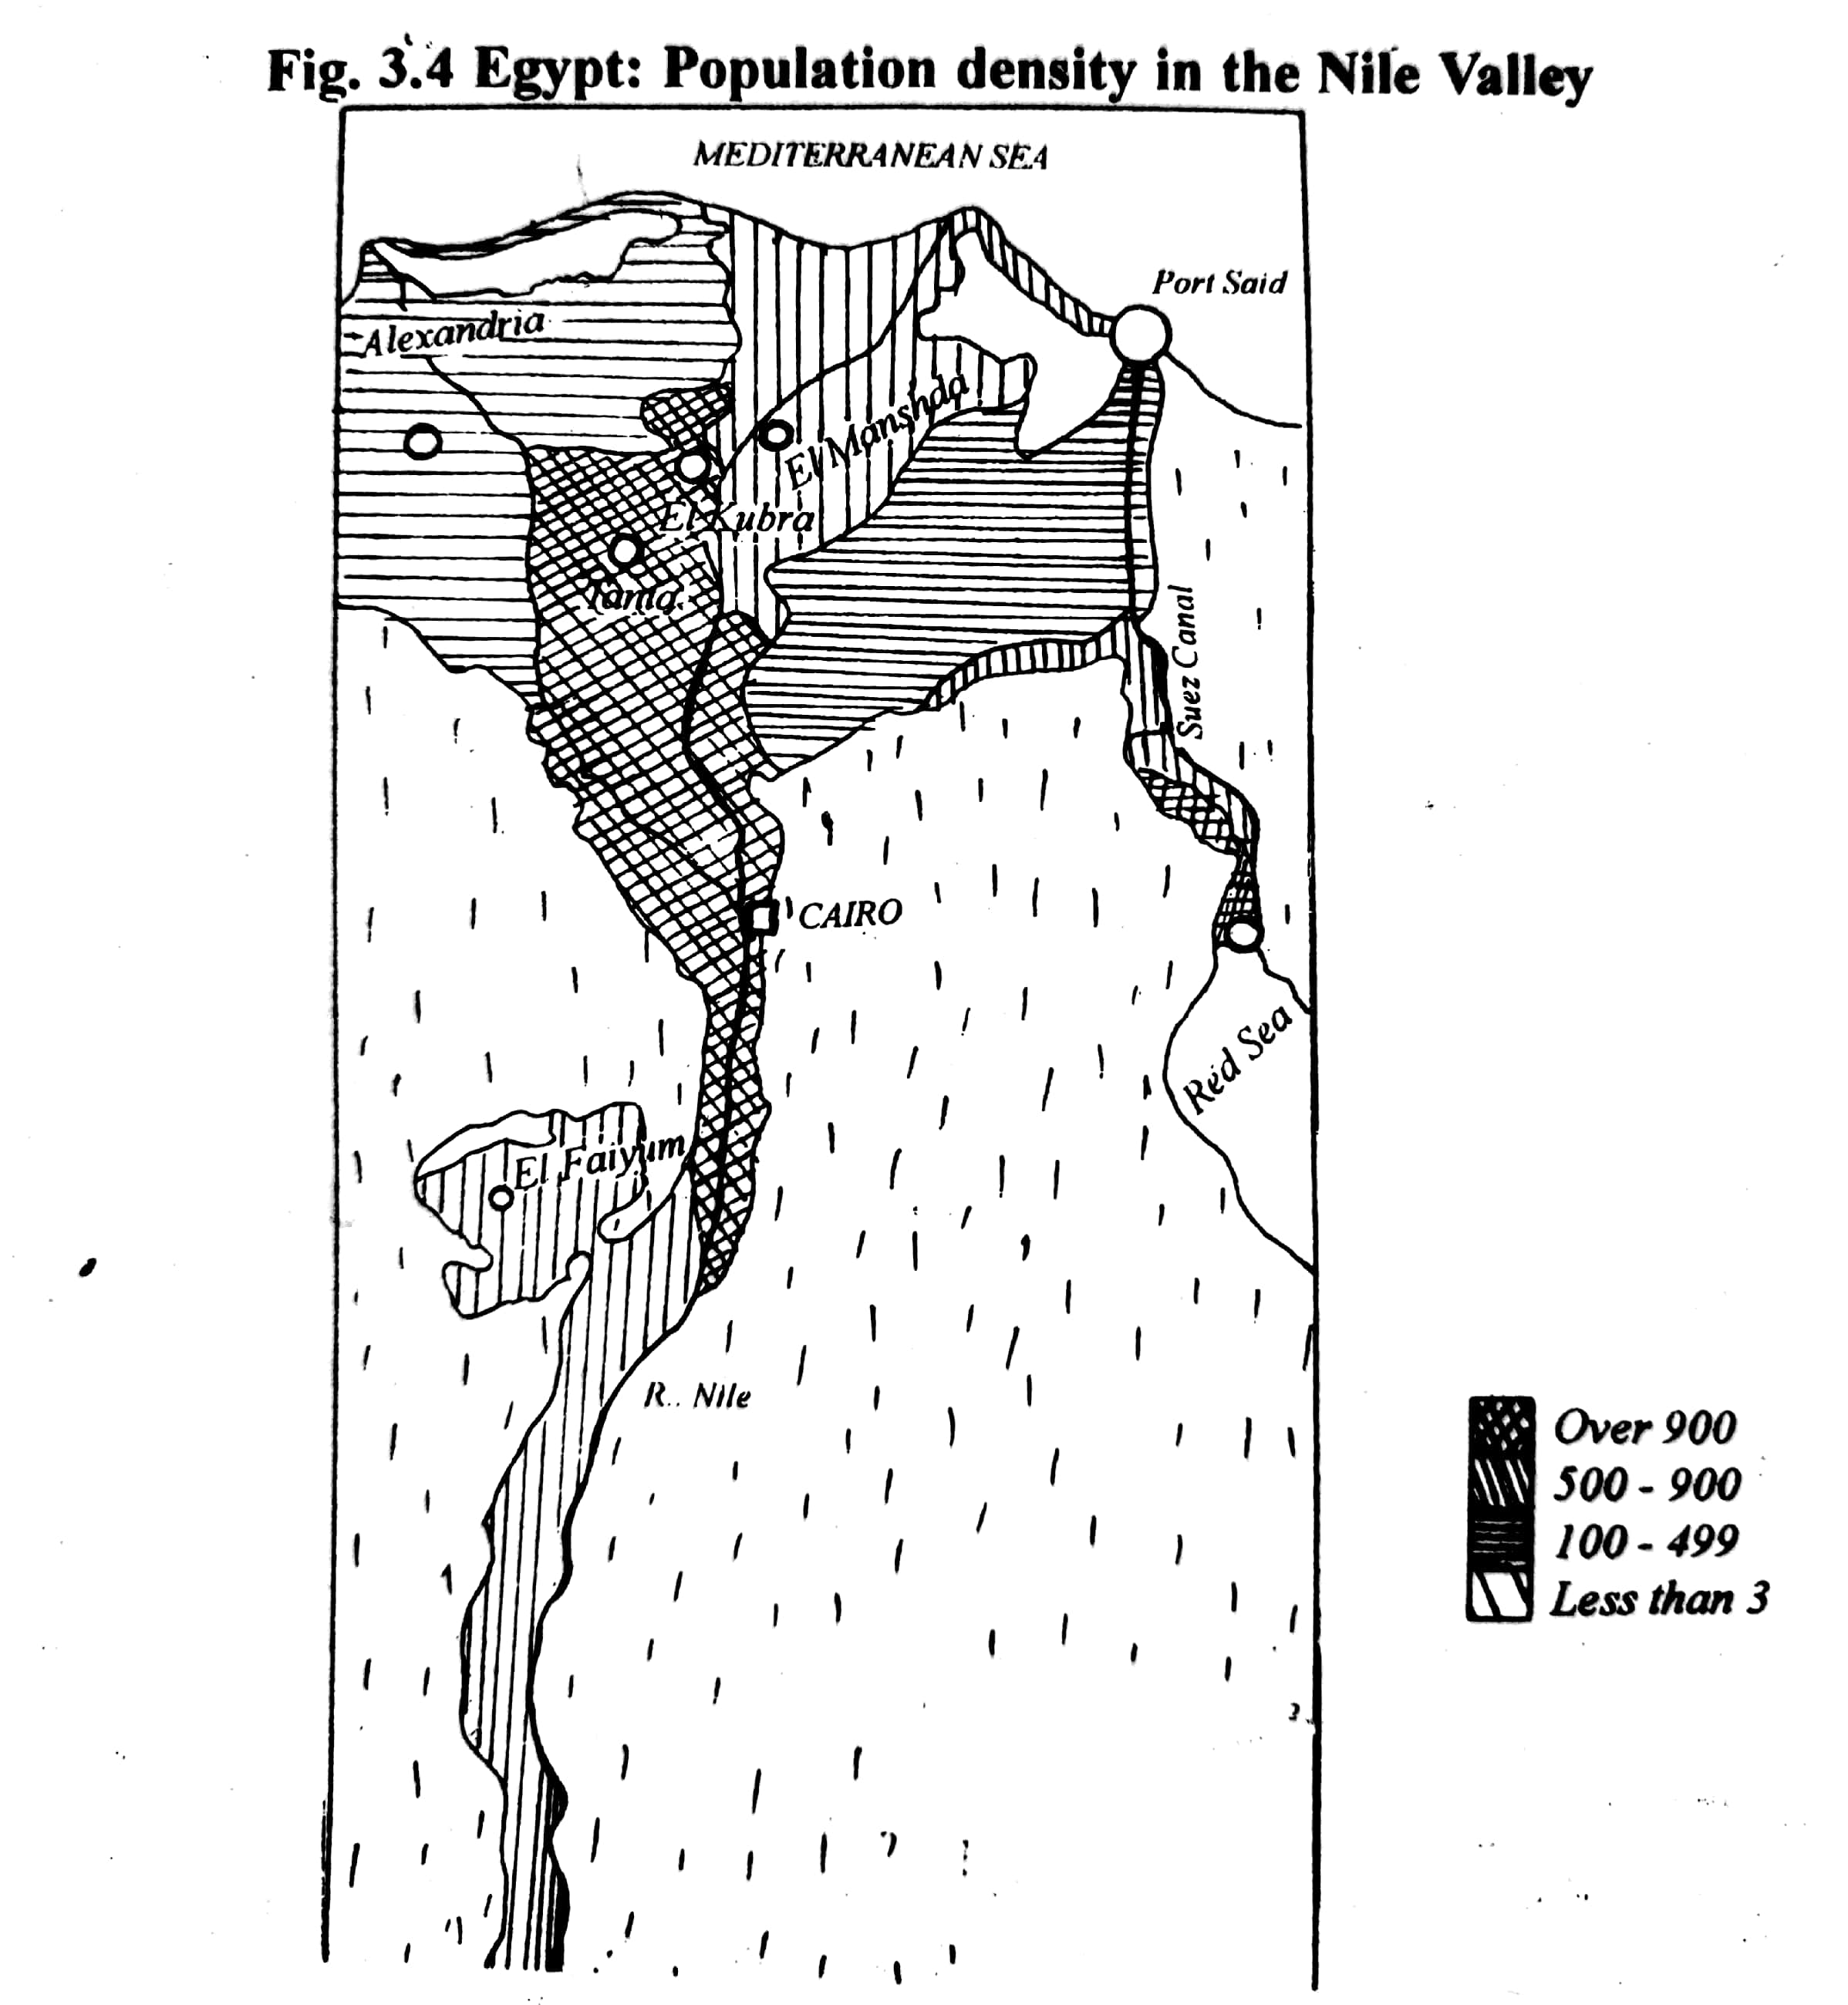 Fig. 3.4 Egypt: Population density in the Nile Valley
MEDITERRANEAN SEA
Port Said
Alexandria
El Manshda
El Kubra
Tanta
Suez Canal
CAIRO
Red Sea
El Faiyum
R.. Nile
Over 900
500 - 900
100 - 499
Less than 3